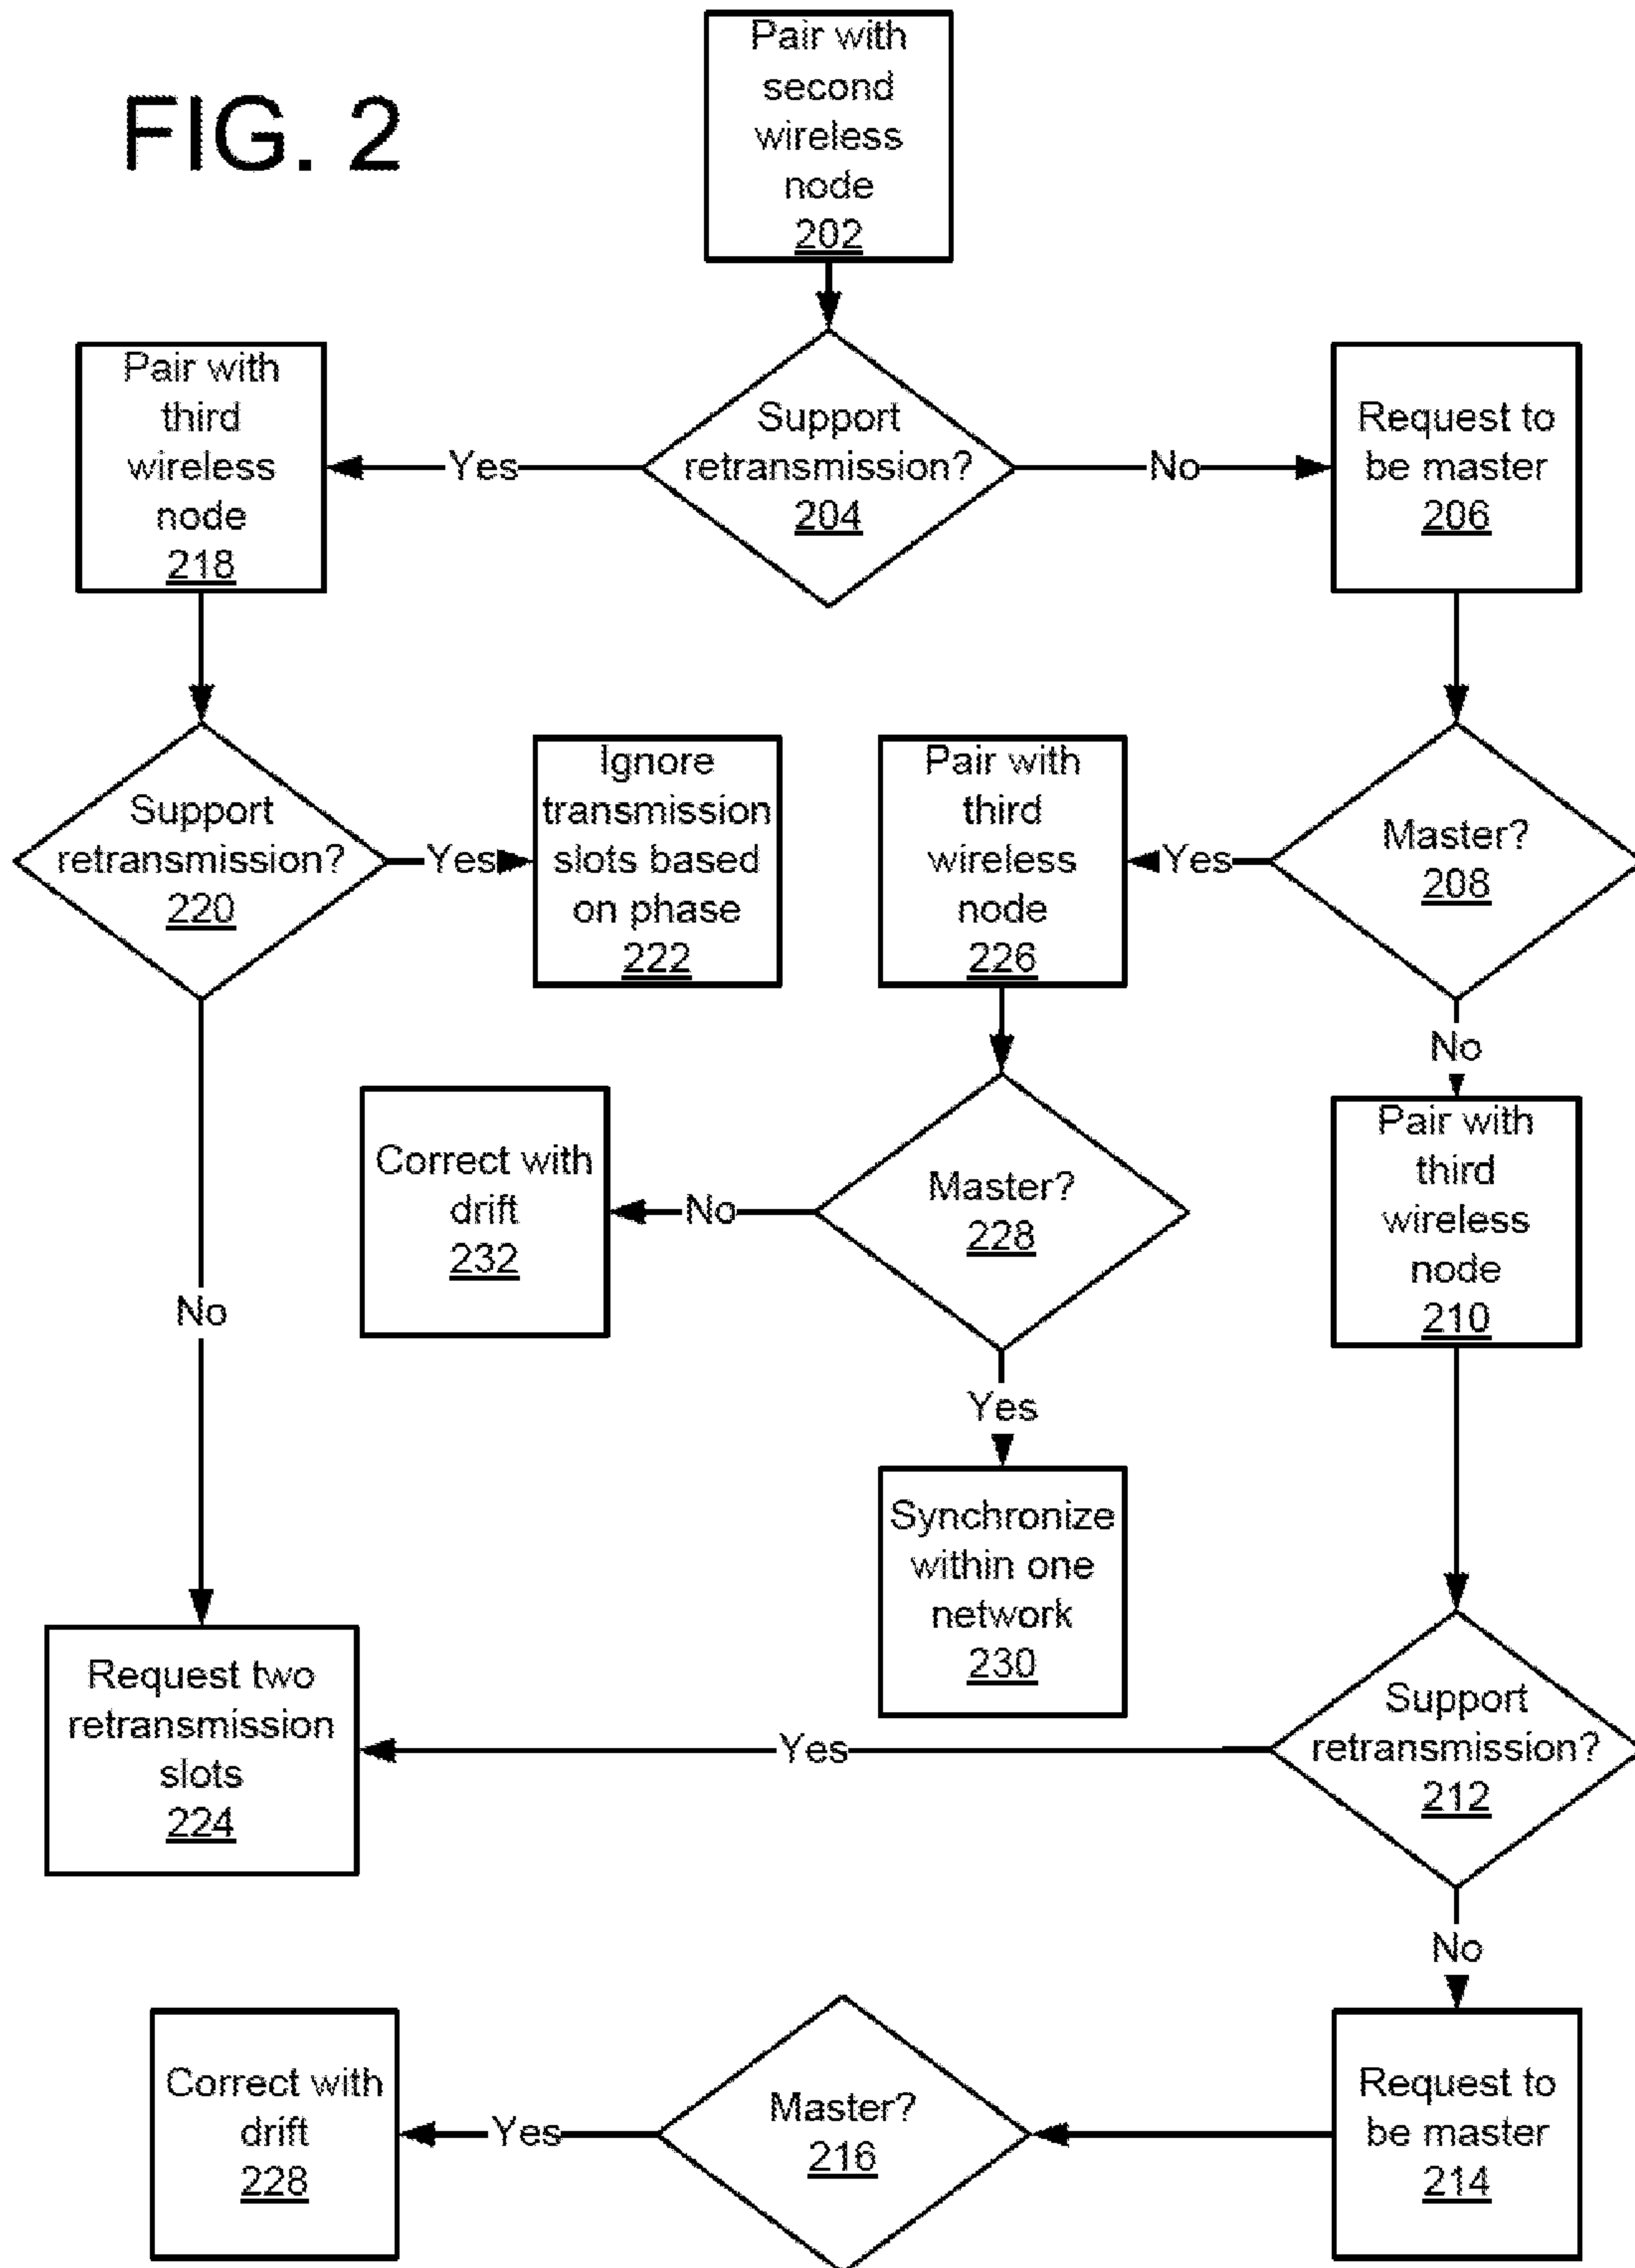 FIG. 2
Pair with
second
wireless
node
202
Pair with
third
wireless
node
218
Yes
Support
retransmission?
204
No
Request to
be master
206
Support
retransmission?
220
Yes
Ignore
transmission
slots based
on phase
222
Pair with
third
wireless
node
226
Yes
Master?
208
No
No
Correct with
drift
232
No
Master?
228
Pair with
third
wireless
node
210
Yes
Synchronize
within one
network
230
Request two
retransmission
slots
224
Yes
Support
retransmission?
212
No
Correct with
drift
228
Yes
Master?
216
Request to
be master
214